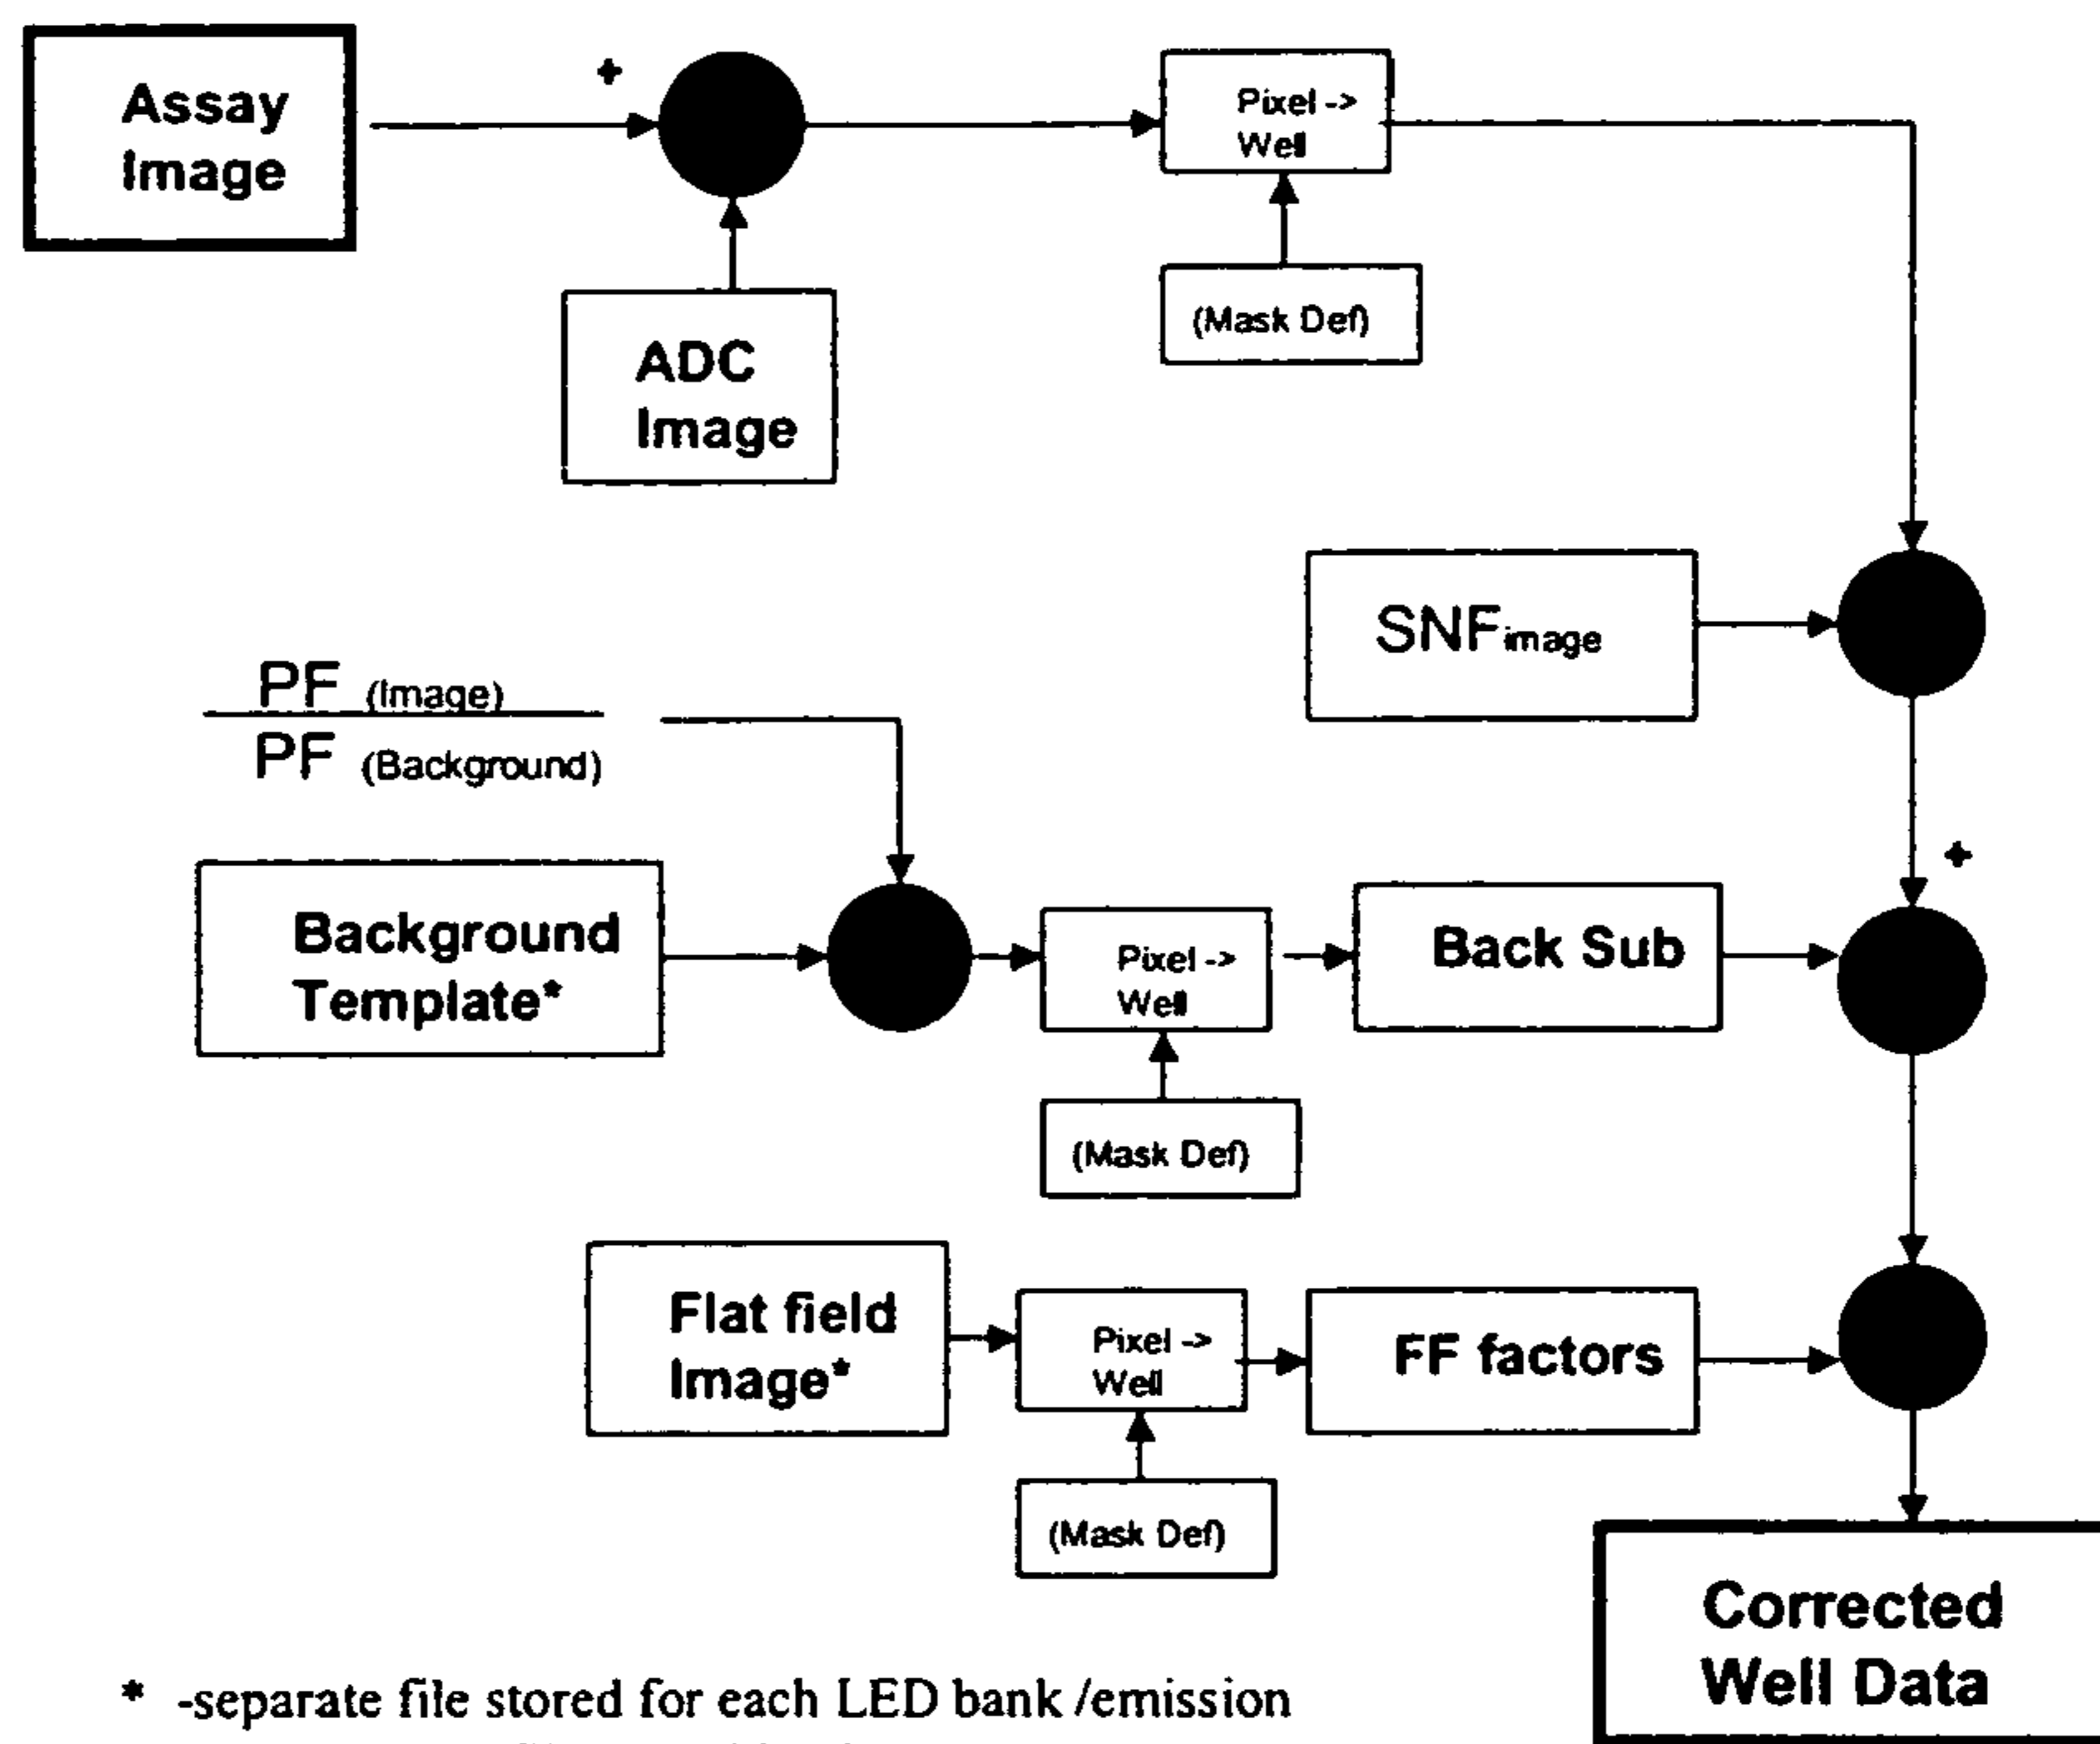 Assay
Image
+
Pixel ->
Well
(Mask Def)
ADC
Image
SNFimage
PF (Image)
PF (Background)
+
Background
Template*
Pixel ->
Well
Back Sub
(Mask Def)
Flat field
Image*
Pixel ->
Well
FF factors
(Mask Def)
Corrected
Well Data
* -separate file stored for each LED bank /emission